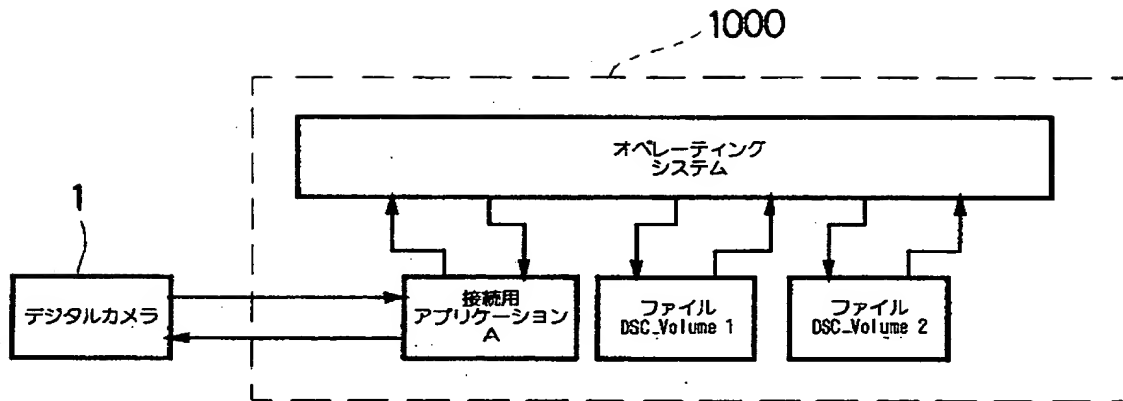 1000
オペレーティング
システム
1
デジタルカメラ
接続用
アプリケーション
A
ファイル
DSC_Volume 1
ファイル
DSC_Volume 2